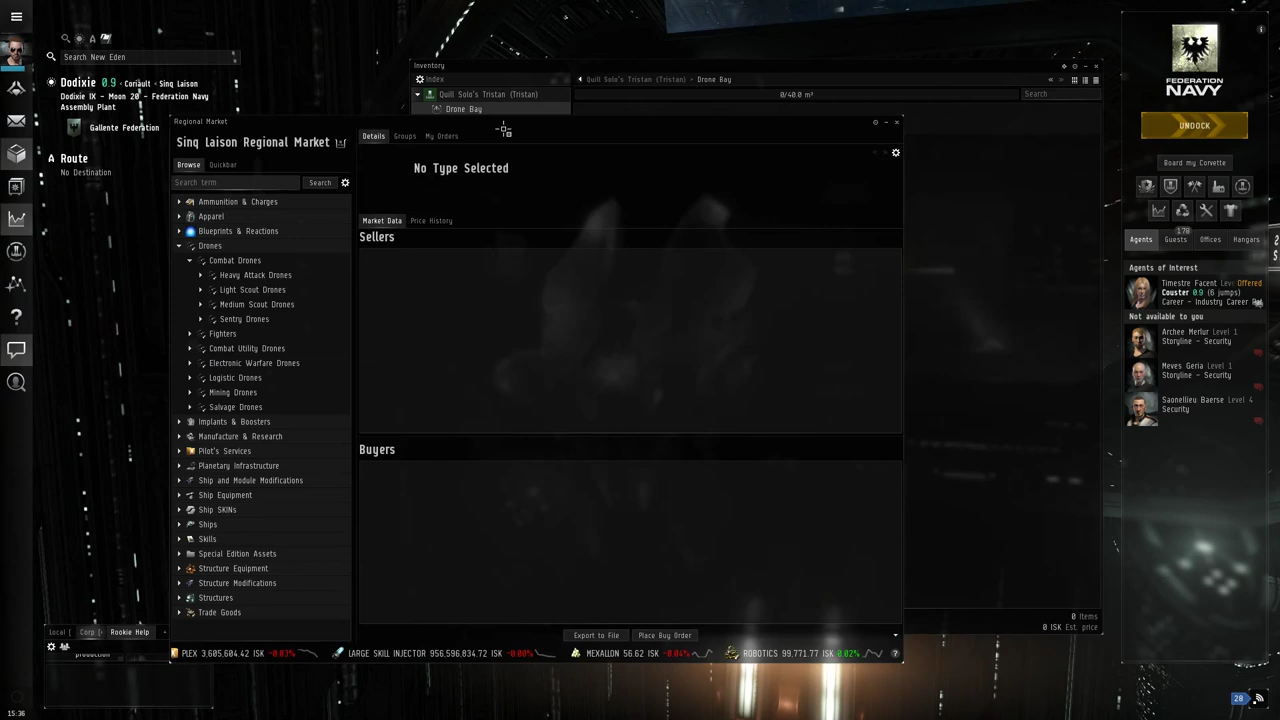 Search New Eden
Dodixie 0.9 < Coriault < Sinq Laison
Dodixie IX - Moon 20 - Federation Navy
Assembly Plant
Gallente Federation
Route
No Destination
Inventory
Index
Quill Solo's Tristan (Tristan)
Drone Bay
Quill Solo's Tristan (Tristan) > Drone Bay
0/40.0 m³
Search
0 Items
0 ISK Est. price
Regional Market
Sinq Laison Regional Market
Browse
Quickbar
Search term
Search
Ammunition & Charges
Apparel
Blueprints & Reactions
Drones
Combat Drones
Heavy Attack Drones
Light Scout Drones
Medium Scout Drones
Sentry Drones
Fighters
Combat Utility Drones
Electronic Warfare Drones
Logistic Drones
Mining Drones
Salvage Drones
Implants & Boosters
Manufacture & Research
Pilot's Services
Planetary Infrastructure
Ship and Module Modifications
Ship Equipment
Ship SKINs
Ships
Skills
Special Edition Assets
Structure Equipment
Structure Modifications
Structures
Trade Goods
Details
Groups
My Orders
No Type Selected
Market Data
Price History
Sellers
Buyers
Export to File
Place Buy Order
PLEX 3,605,604.42 ISK -0.03%
LARGE SKILL INJECTOR 956,596,034.72 ISK -0.00%
MEXALLON 56.62 ISK -0.04%
ROBOTICS 99,771.77 ISK 0.02%
FEDERATION
NAVY
UNDOCK
Board my Corvette
178
Agents
Guests
Offices
Hangars
Agents of Interest
Timestre Facent Offered
Couster 0.9 (6 jumps)
Career - Industry Career
Not available to you
Archee Merlur Level 1
Storyline - Security
Meves Geria Level 1
Storyline - Security
Saonellieu Baerse Level 4
Security
Local [
Corp [
Rookie Help
production
15:36
28